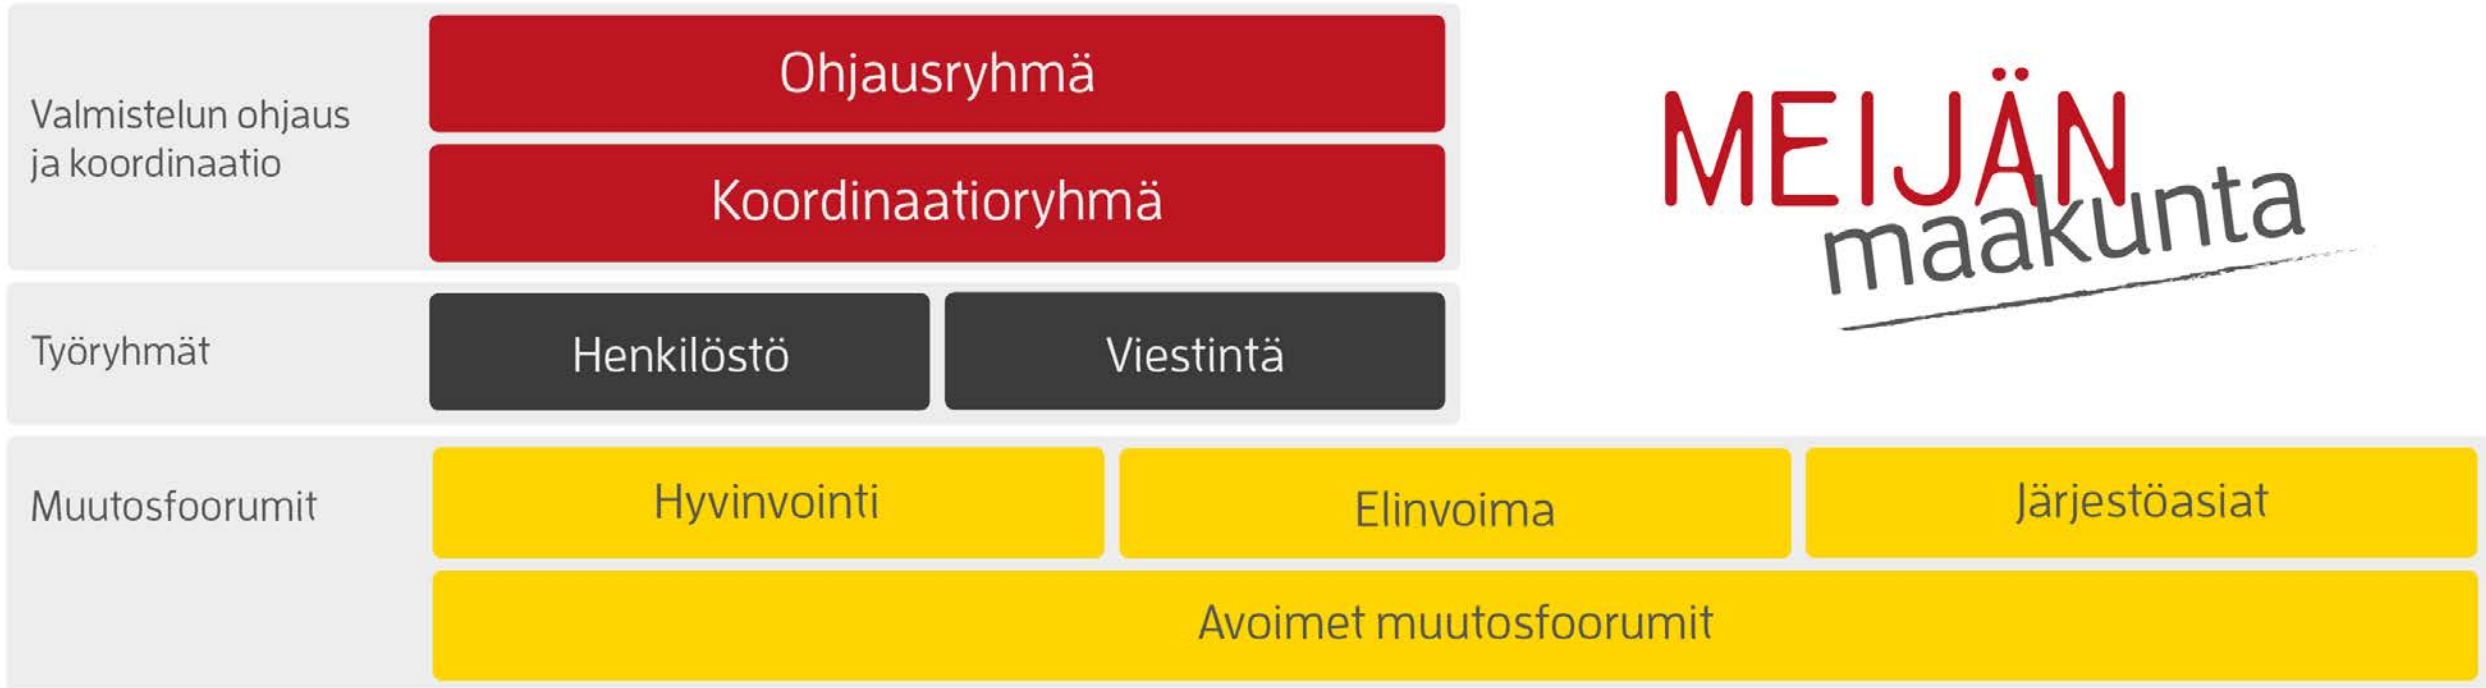 Valmistelun ohjaus
ja koordinaatio
Ohjausryhmä
Koordinaatioryhmä
MEIJÄN
maakunta
Työryhmät
Henkilöstö
Viestintä
Muutosfoorumit
Hyvinvointi
Elinvoima
Järjestöasiat
Avoimet muutosfoorumit